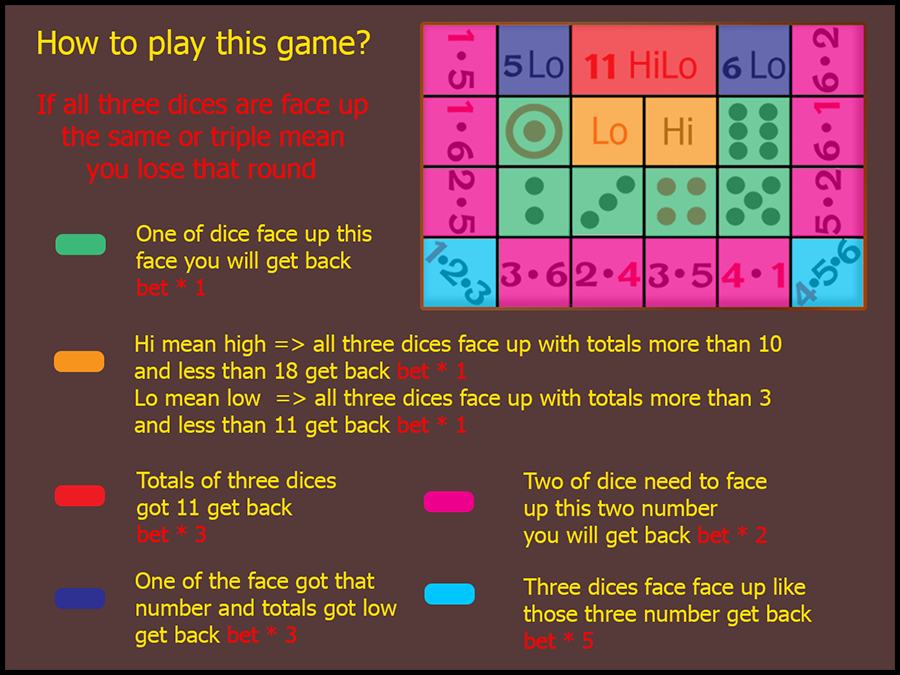 How to play this game?
If all three dices are face up
the same or triple mean
you lose that round
1•5
5 Lo
11 HiLo
6 Lo
6•2
1•6
Lo
Hi
6•1
2•5
5•2
1•2•3
3•6
2•4
3•5
4•1
4•5•6
One of dice face up this
face you will get back
bet * 1
Hi mean high => all three dices face up with totals more than 10
and less than 18 get back bet * 1
Lo mean low => all three dices face up with totals more than 3
and less than 11 get back bet * 1
Totals of three dices
got 11 get back
bet * 3
Two of dice need to face
up this two number
you will get back bet * 2
One of the face got that
number and totals got low
get back bet * 3
Three dices face face up like
those three number get back
bet * 5